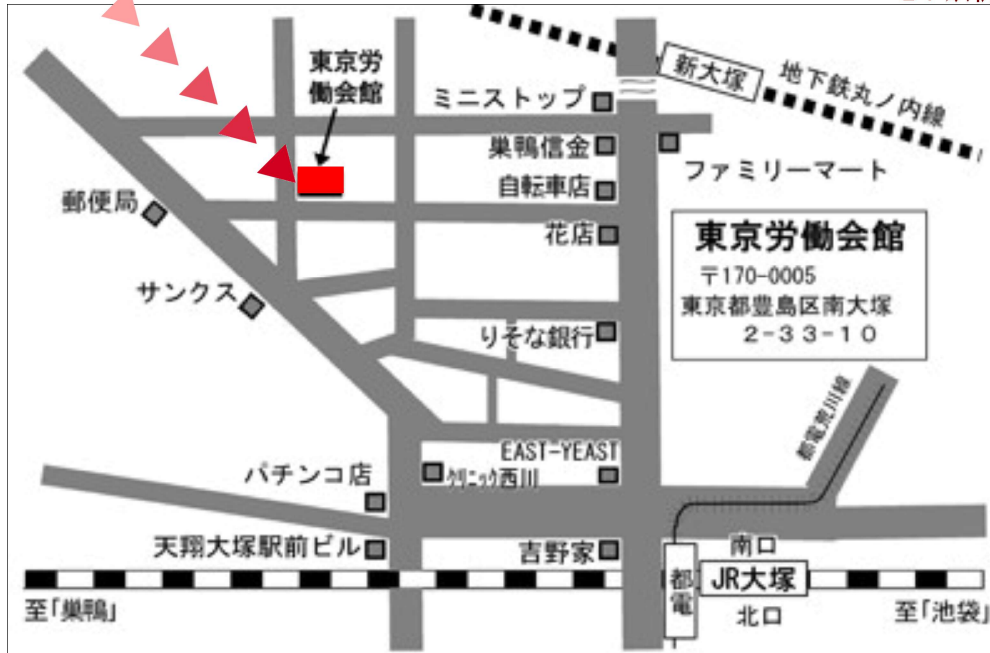 東京労
働会館
ミニストップ
新大塚
地下鉄丸ノ内線
巣鴨信金
ファミリーマート
自転車店
郵便局
花店
東京労働会館
〒170-0005
東京都豊島区南大塚
2-33-10
サンクス
りそな銀行
都電荒川線
EAST-YEAST
パチンコ店
クリニック西川
天翔大塚駅前ビル
吉野家
南口
都電
JR大塚
至「巣鴨」
北口
至「池袋」